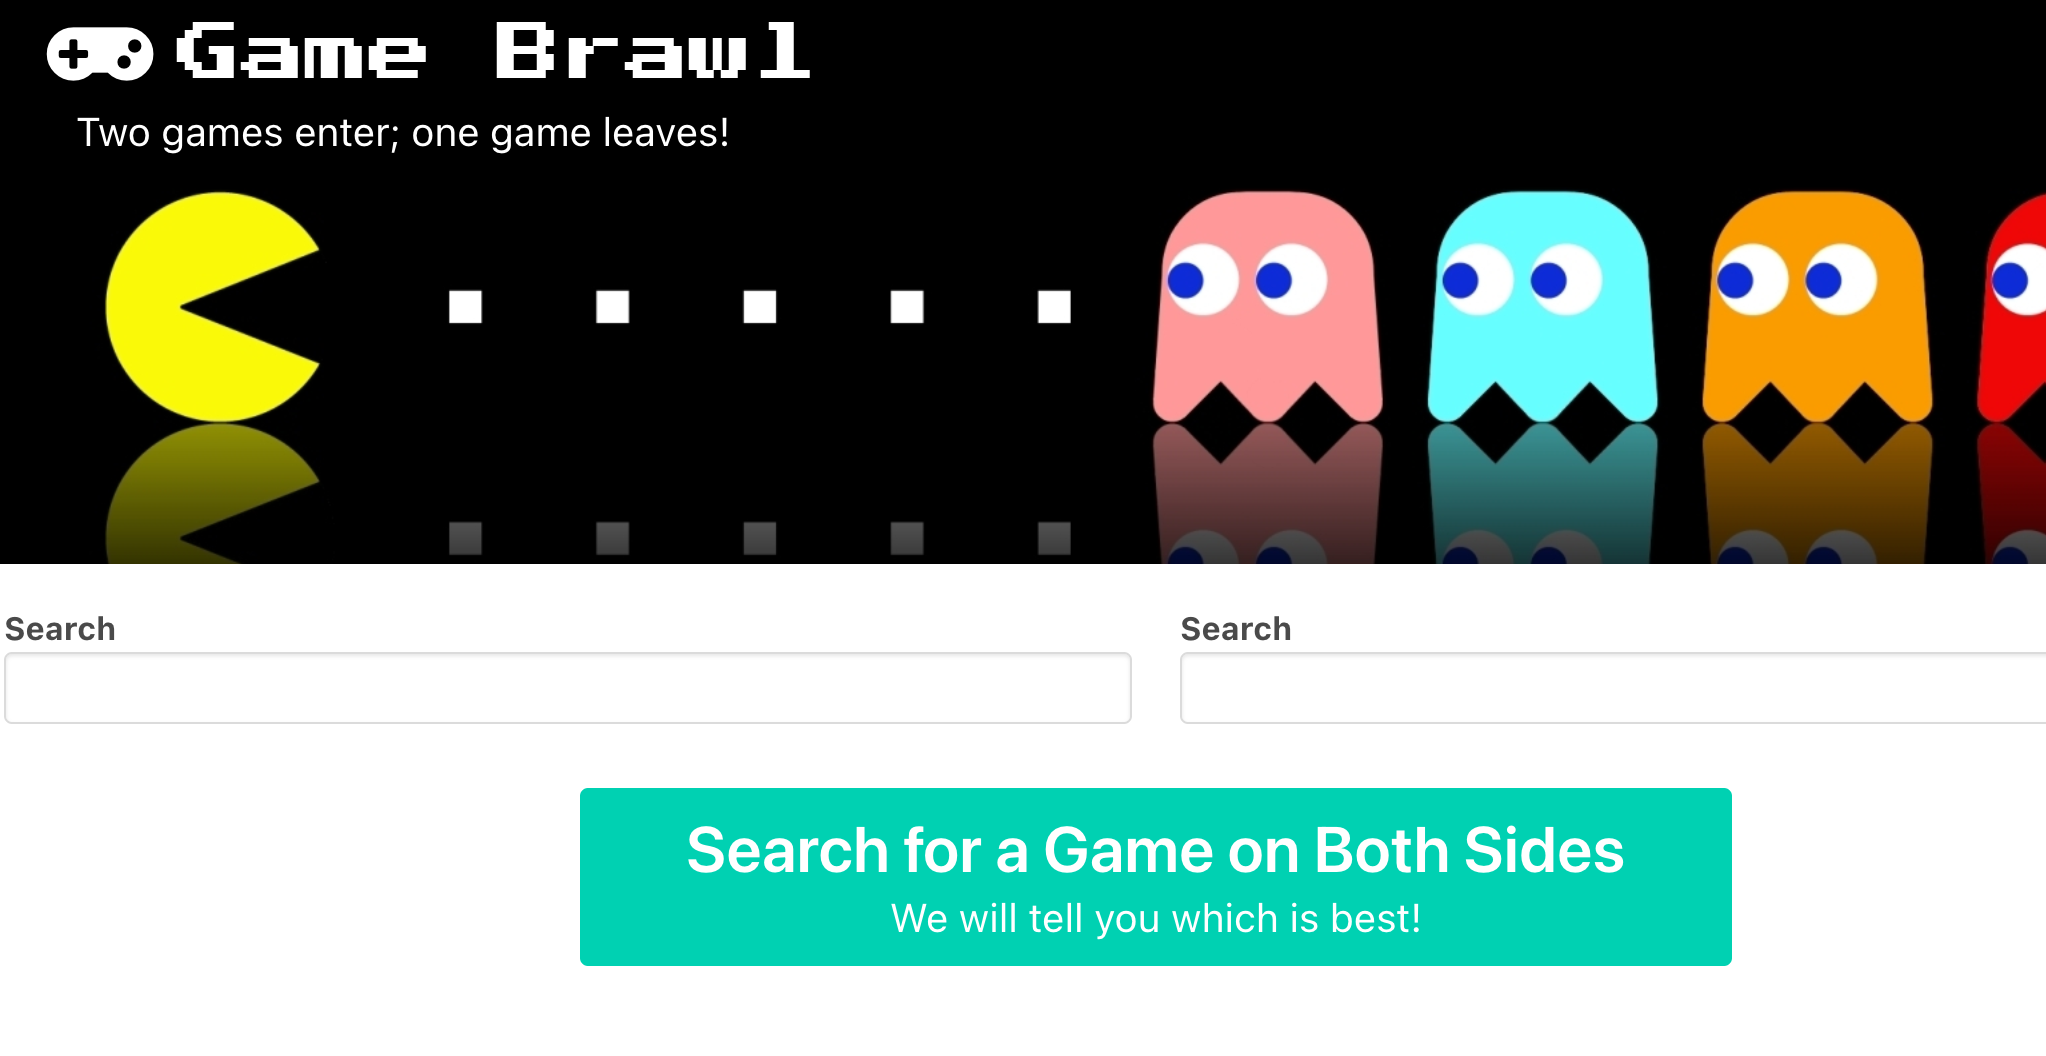 Game Brawl
Two games enter; one game leaves!
Search
Search
Search for a Game on Both Sides
We will tell you which is best!